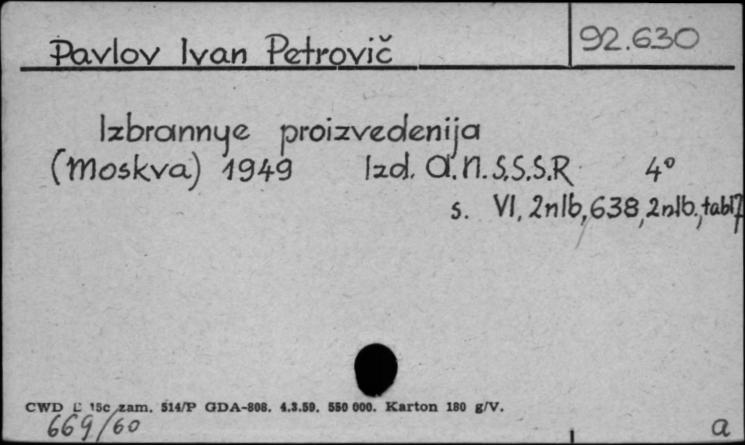 Pavlov Ivan Petrovič 92.630
Izbrannye proizvedenija
(Moskva) 1949 Izd. A.N.S.S.S.R 4°
s. VI, 2nlb, 638, 2nlb., tabl
CWD 15c zam. 514/P GDA-808. 4.3.59. 550 000. Karton 180 g/V.
669/60
a